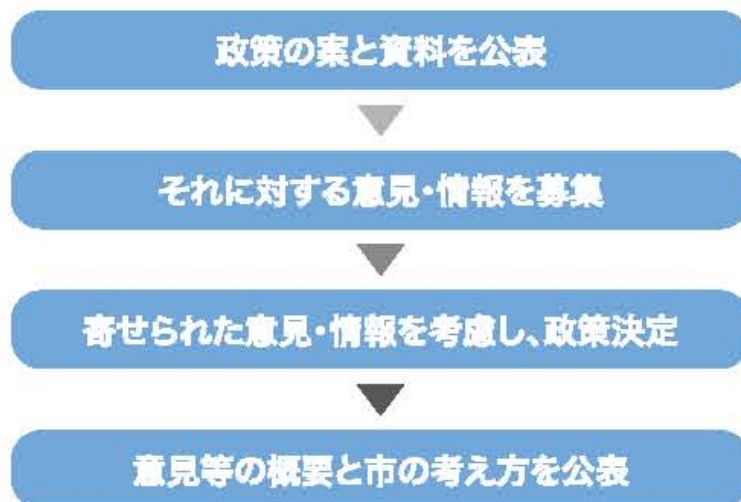 政策の案と資料を公表
それに対する意見・情報を募集
寄せられた意見・情報を考慮し、政策決定
意見等の概要と市の考え方を公表